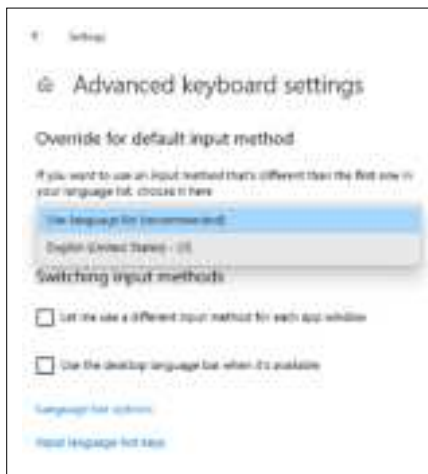 Settings
Advanced keyboard settings
Override for default input method
If you want to use an input method that's different than the first one in
your language list, choose it here
Use language list (recommended)
English (United States) - US
Switching input methods
Let me use a different input method for each app window
Use the desktop language bar when it's available
Language bar options
Input language hot keys